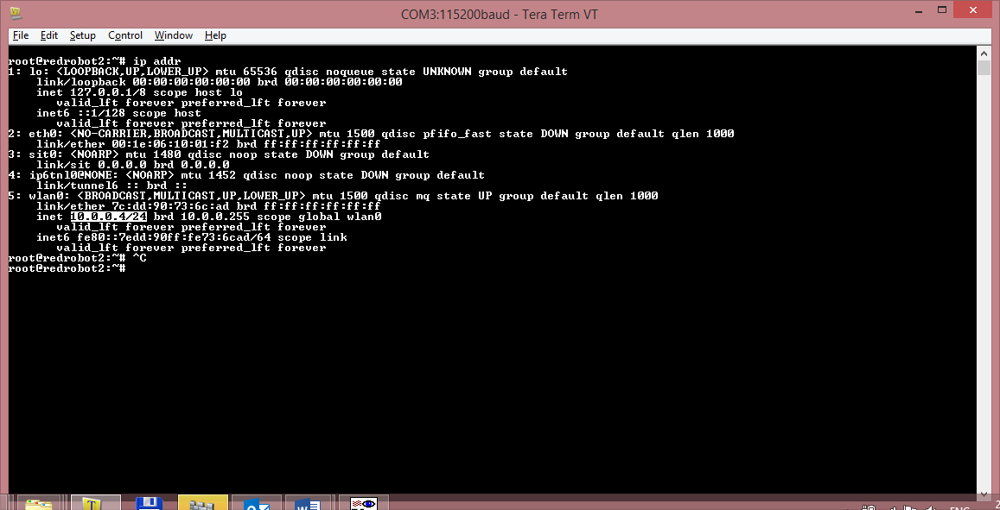 COM3:115200baud - Tera Term VT
File Edit Setup Control Window Help
root@redrobot2:~# ip addr
1: lo: <LOOPBACK,UP,LOWER_UP> mtu 65536 qdisc noqueue state UNKNOWN group default
link/loopback 00:00:00:00:00:00 brd 00:00:00:00:00:00
inet 127.0.0.1/8 scope host lo
valid_lft forever preferred_lft forever
inet6 ::1/128 scope host
valid_lft forever preferred_lft forever
2: eth0: <NO-CARRIER,BROADCAST,MULTICAST,UP> mtu 1500 qdisc pfifo_fast state DOWN group default qlen 1000
link/ether 00:1e:06:10:01:f2 brd ff:ff:ff:ff:ff:ff
3: sit0: <NOARP> mtu 1480 qdisc noop state DOWN group default
link/sit 0.0.0.0 brd 0.0.0.0
4: ip6tnl0@NONE: <NOARP> mtu 1452 qdisc noop state DOWN group default
link/tunnel6 :: brd ::
5: wlan0: <BROADCAST,MULTICAST,UP,LOWER_UP> mtu 1500 qdisc mq state UP group default qlen 1000
link/ether 7c:dd:90:73:6c:ad brd ff:ff:ff:ff:ff:ff
inet 10.0.0.4/24 brd 10.0.0.255 scope global wlan0
valid_lft forever preferred_lft forever
inet6 fe80::7edd:90ff:fe73:6cad/64 scope link
valid_lft forever preferred_lft forever
root@redrobot2:~# ^C
root@redrobot2:~#
ENG
2